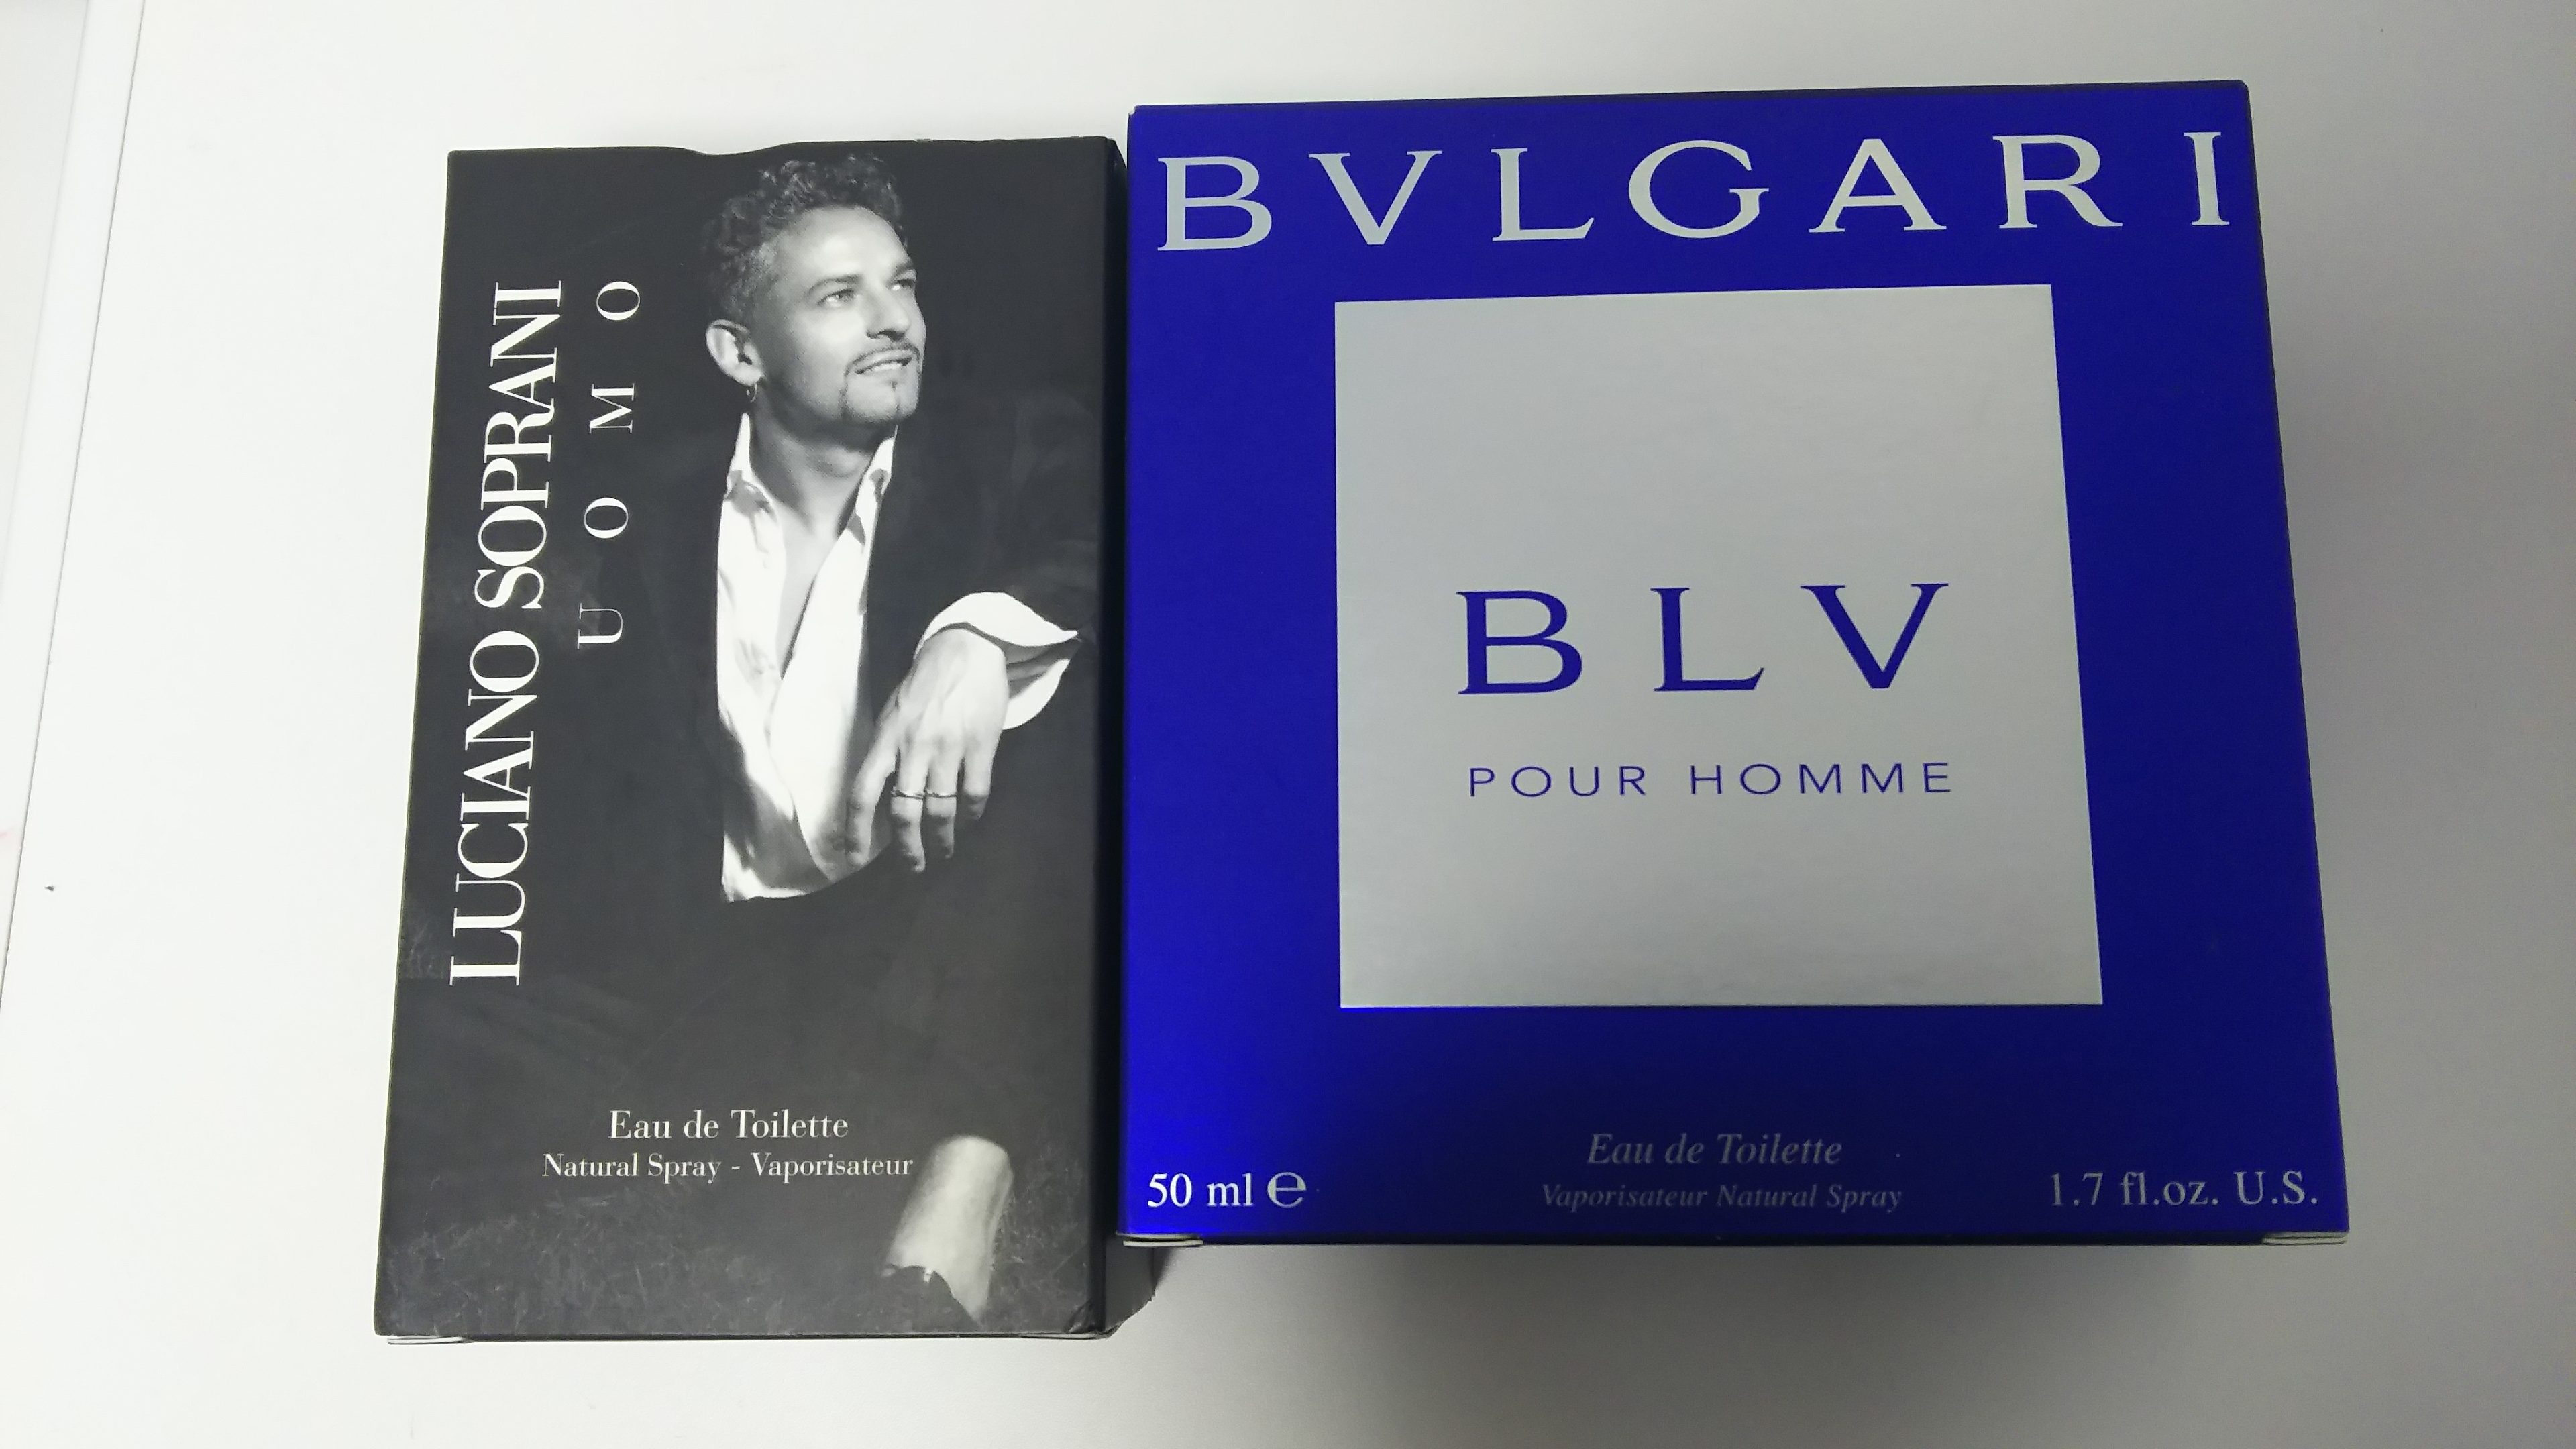 LUCIANO SOPRANI
UOMO
Eau de Toilette
Natural Spray - Vaporisateur
BVLGARI
BLV
POUR HOMME
Eau de Toilette
Vaporisateur Natural Spray
50 ml ℮
1.7 fl.oz. U.S.